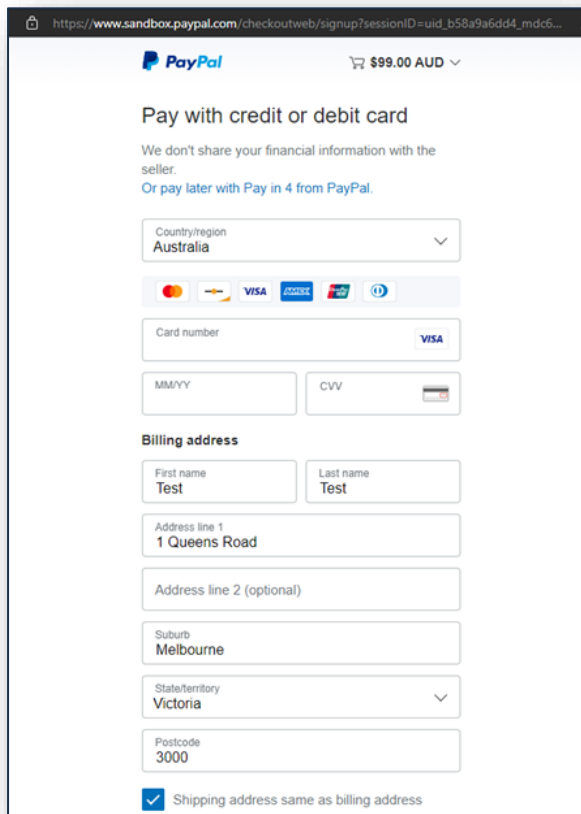 https://www.sandbox.paypal.com/checkoutweb/signup?sessionID=uid_b58a9a6dd4_mdc6...
PayPal
$99.00 AUD
Pay with credit or debit card
We don't share your financial information with the
seller.
Or pay later with Pay in 4 from PayPal.
Country/region
Australia
VISA
AMEX
UnionPay
Card number
VISA
MM/YY
CVV
Billing address
First name
Test
Last name
Test
Address line 1
1 Queens Road
Address line 2 (optional)
Suburb
Melbourne
State/territory
Victoria
Postcode
3000
Shipping address same as billing address